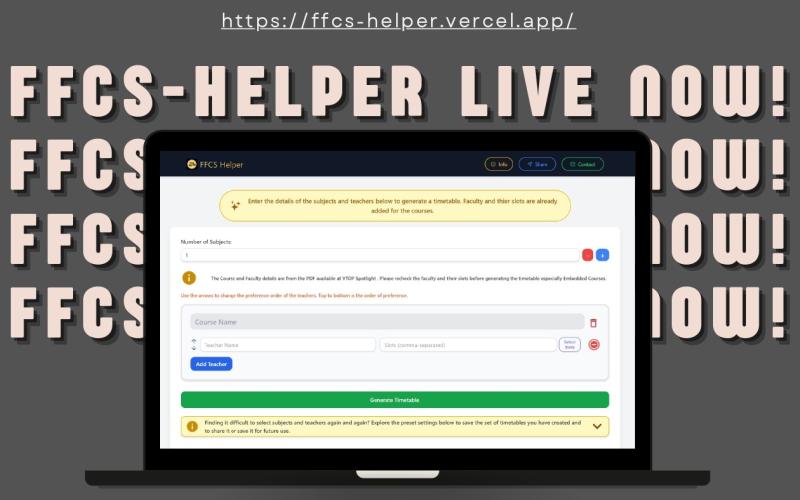 https://ffcs-helper.vercel.app/
FFCS-HELPER LIVE NOW!
FFCS NOW!
FFCS NOW!
FFCS NOW!
FFCS Helper
Info
Share
Contact
Enter the details of the subjects and teachers below to generate a timetable. Faculty and thier slots are already
added for the courses.
Number of Subjects:
1
- +
The Course and Faculty details are from the PDF available at VTOP Spotlight . Please recheck the faculty and their slots before generating the timetable especially Embedded Courses.
Use the arrows to change the preference order of the teachers. Top to bottom is the order of preference.
Course Name
Teacher Name
Slots (comma-separated)
Select
Slots
Add Teacher
Generate Timetable
Finding it difficult to select subjects and teachers again and again? Explore the preset settings below to save the set of timetables you have created and
to share it or save it for future use.